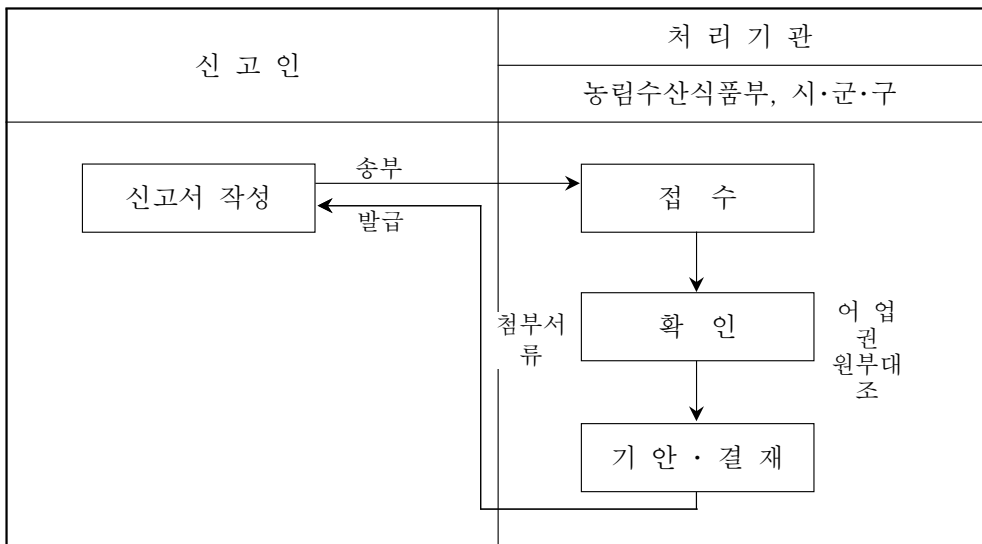 신 고 인
처 리 기 관
농림수산식품부, 시·군·구
송부
신고서 작성
접 수
발급
첨부서
류
확 인
어 업
권
원부대
조
기 안 · 결 재